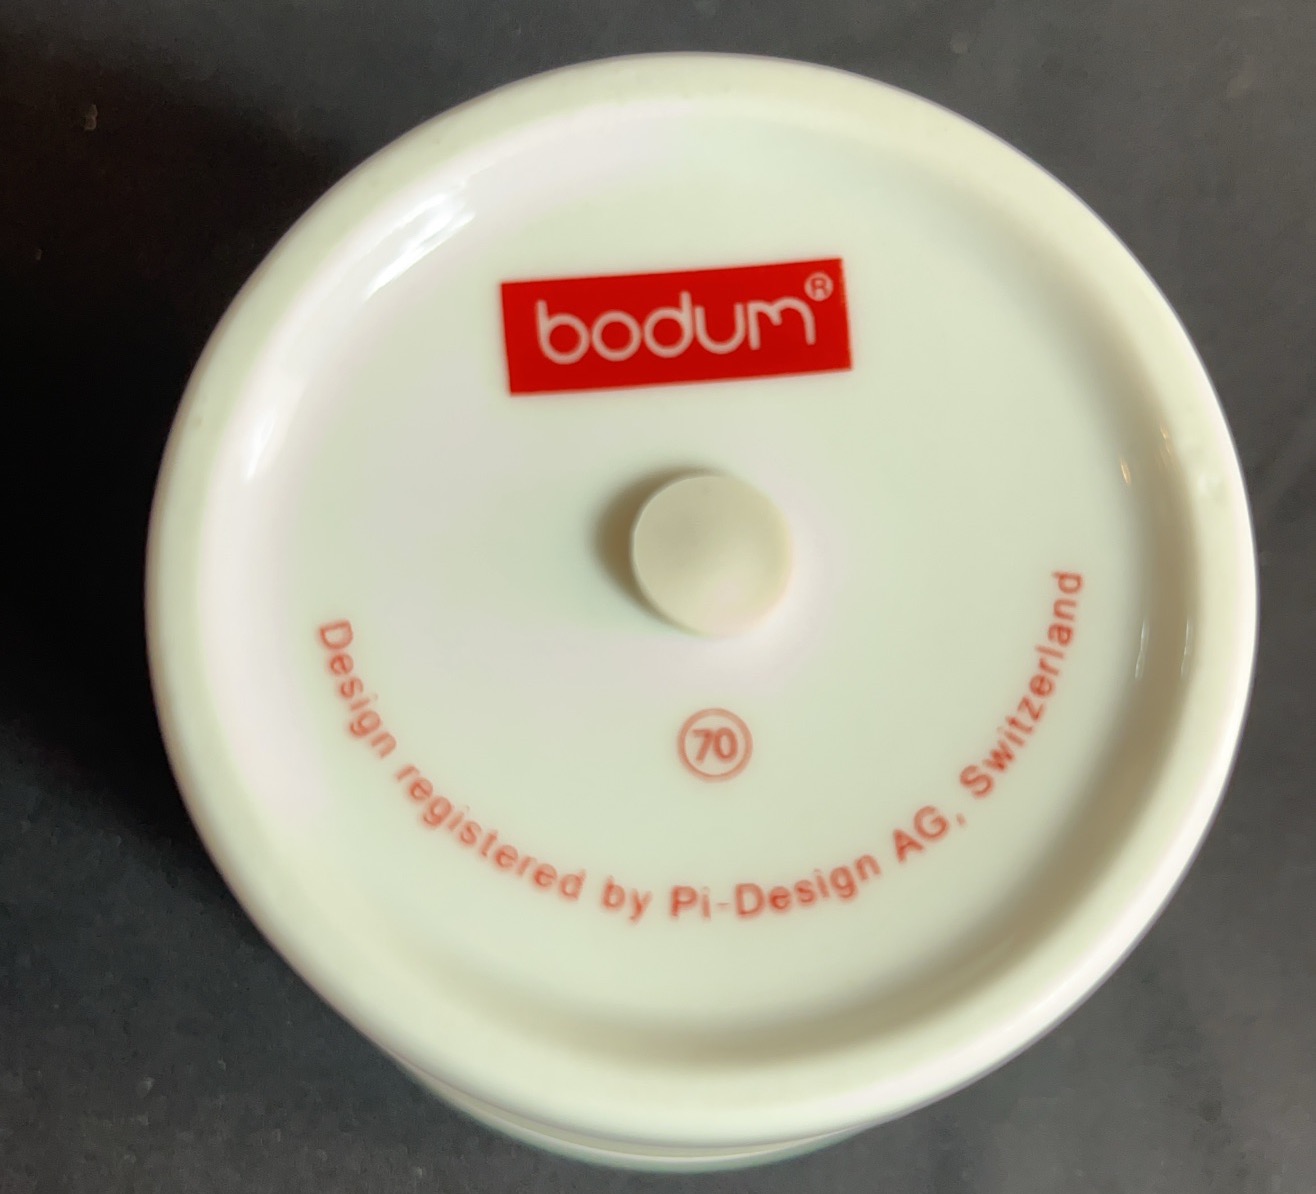 bodum®
70
Design registered by Pi-Design AG, Switzerland